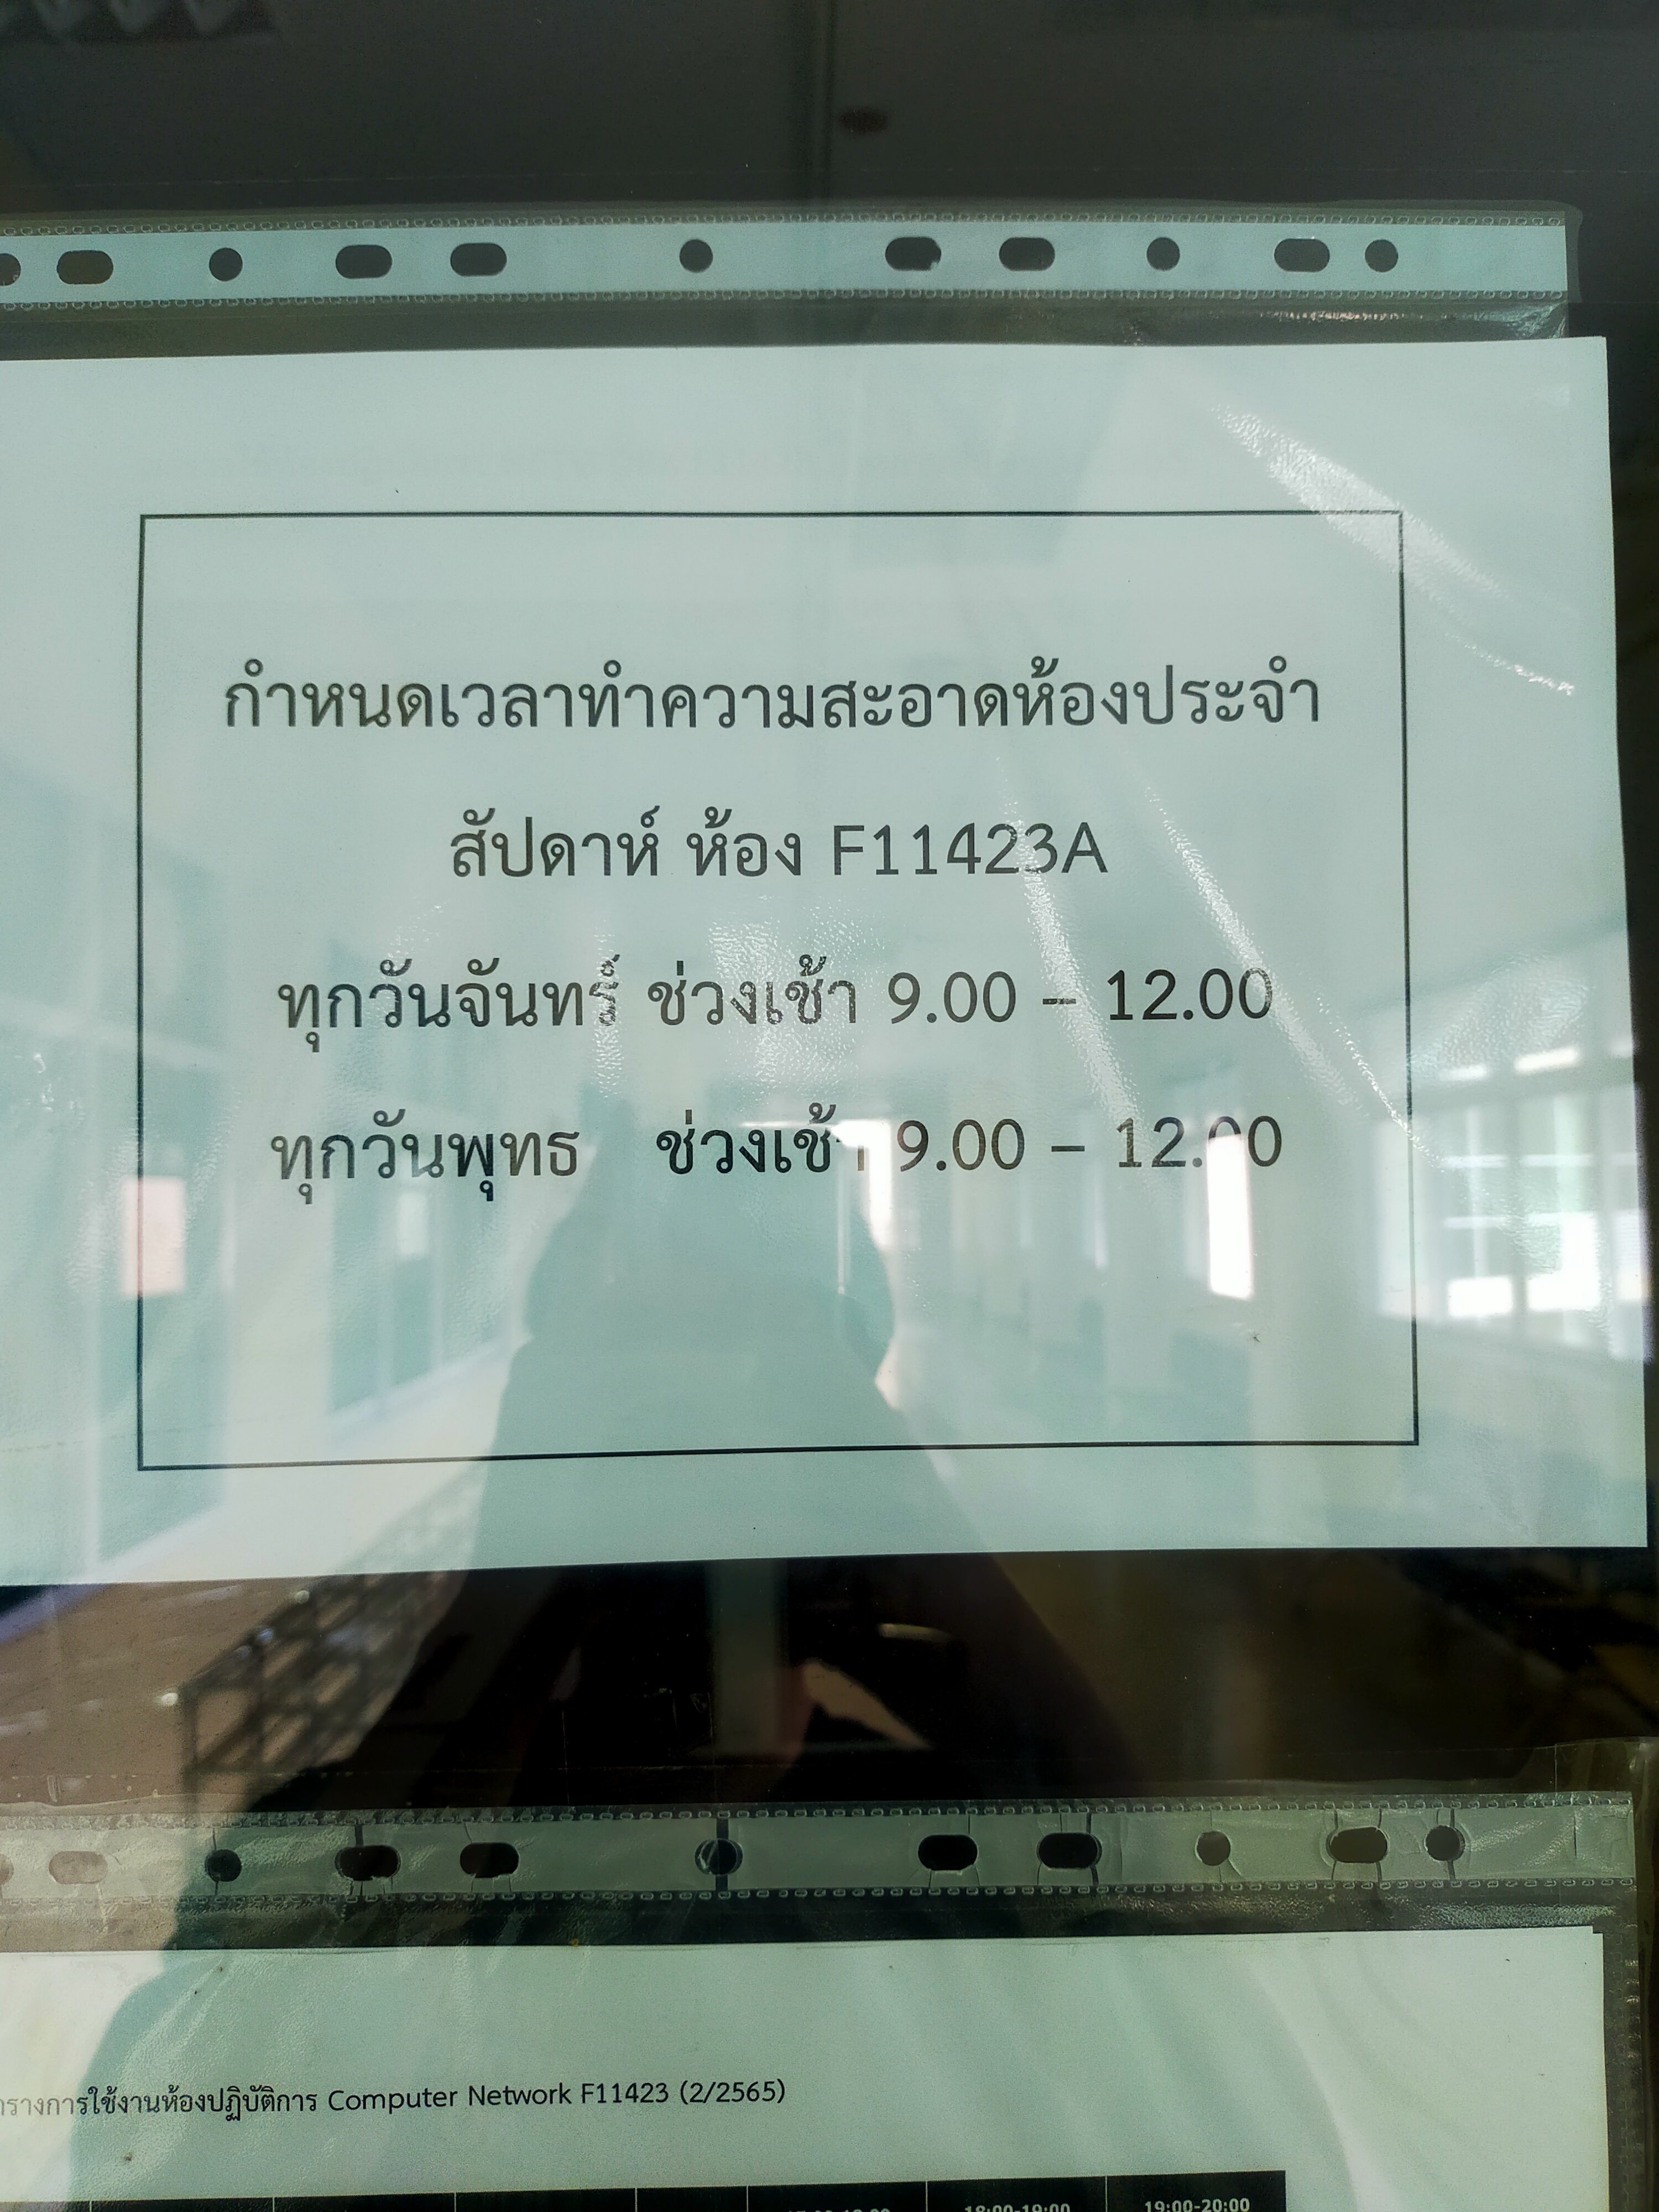 กำหนดเวลาทำความสะอาดห้องประจำ
สัปดาห์ ห้อง F11423A
ทุกวันจันทร์ ช่วงเช้า 9.00 – 12.00
ทุกวันพุทธ ช่วงเช้า 9.00 – 12.00
ตารางการใช้งานห้องปฏิบัติการ Computer Network F11423 (2/2565)
18:00-19:00 19:00-20:00